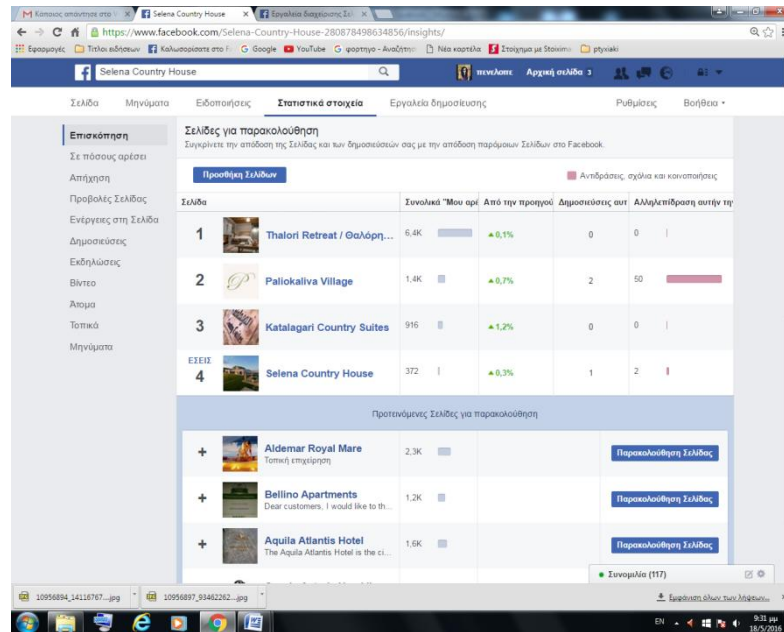 Κάποιος απάντησε στο
Selena Country House
Εργαλεία διαχείρισης Σελ
https://www.facebook.com/Selena-Country-House-280878498634856/insights/
Εφαρμογές
Τίτλοι ειδήσεων
Καλωσορίσατε στο F
Google
YouTube
φορτηγο - Αναζήτησ
Νέα καρτέλα
Στοίχημα με Stoixima
ptyxiaki
Selena Country House
πενελοπε
Αρχική σελίδα 3
Σελίδα
Μηνύματα
Ειδοποιήσεις
Στατιστικά στοιχεία
Εργαλεία δημοσίευσης
Ρυθμίσεις
Βοήθεια
Επισκόπηση
Σε πόσους αρέσει
Απήχηση
Προβολές Σελίδας
Ενέργειες στη Σελίδα
Δημοσιεύσεις
Εκδηλώσεις
Βίντεο
Άτομα
Τοπικά
Μηνύματα
Σελίδες για παρακολούθηση
Συγκρίνετε την απόδοση της Σελίδας και των δημοσιεύσεών σας με την απόδοση παρόμοιων Σελίδων στο Facebook.
Προσθήκη Σελίδων
Αντιδράσεις, σχόλια και κοινοποιήσεις
Σελίδα
Συνολικά "Μου αρέ
Από την προηγού
Δημοσιεύσεις αυτ
Αλληλεπίδραση αυτήν τη
1 Thalori Retreat / Θαλόρη... 6,4K 0,1% 0 0
2 Paliokaliva Village 1,4K 0,7% 2 50
3 Katalagari Country Suites 916 1,2% 0 0
ΕΣΕΙΣ
4 Selena Country House 372 0,3% 1 2
Προτεινόμενες Σελίδες για παρακολούθηση
+ Aldemar Royal Mare 2,3K Παρακολούθηση Σελίδας
Τοπική επιχείρηση
+ Bellino Apartments 1,2K Παρακολούθηση Σελίδας
Dear customers, I would like to th...
+ Aquila Atlantis Hotel 1,6K Παρακολούθηση Σελίδας
The Aquila Atlantis Hotel is the ci...
Συνομιλία (117)
10956894_14116767....jpg
10956897_93462262...jpg
Εμφάνιση όλων των λήψεων...
EN
9:31 μμ
18/5/2016